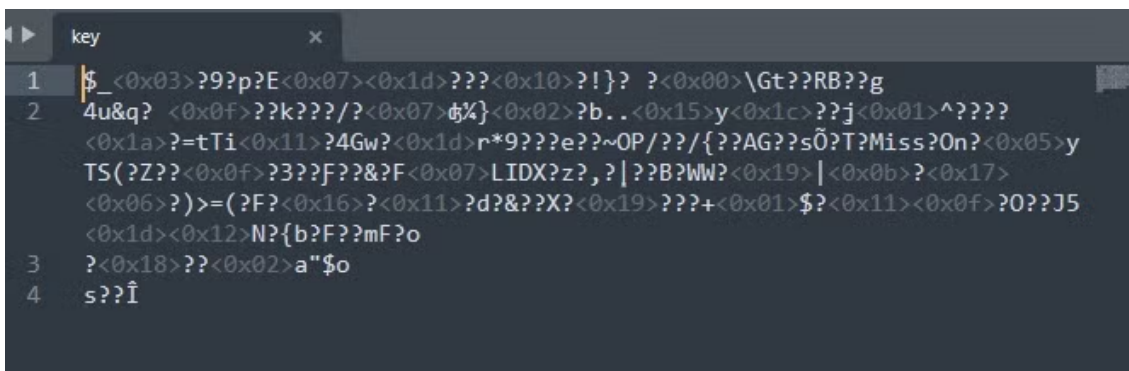 key ×
1 $_<0x03>?9?p?E<0x07><0x1d>???<0x10>?!}? ?<0x00>\Gt??RB??g
2 4u&q? <0x0f>??k???/?<0x07>₲¼}<0x02>?b..<0x15>y<0x1c>??j<0x01>^????
<0x1a>?=tTi<0x11>?4Gw?<0x1d>r*9???e??~OP/??/{??AG??sÕ?T?Miss?On?<0x05>y
TS(?Z??<0x0f>?3??F??&?F<0x07>LIDX?z?,?|??B?WW?<0x19>|<0x0b>?<0x17>
<0x06>?)>=(?F?<0x16>?<0x11>?d?&??X?<0x19>???+<0x01>$?<0x11><0x0f>?O??J5
<0x1d><0x12>N?{b?F??mF?o
3 ?<0x18>??<0x02>a"$o
4 s??Î